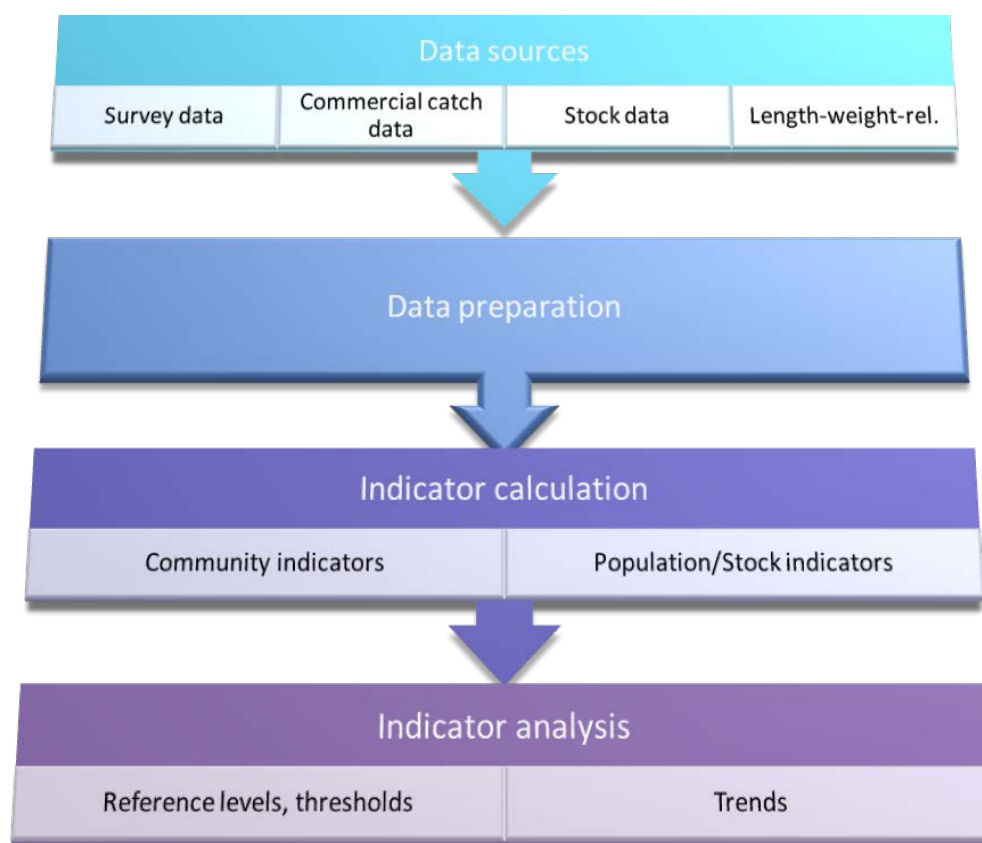 Data sources
Survey data
Commercial catch
data
Stock data
Length-weight-rel.
Data preparation
Indicator calculation
Community indicators
Population/Stock indicators
Indicator analysis
Reference levels, thresholds
Trends